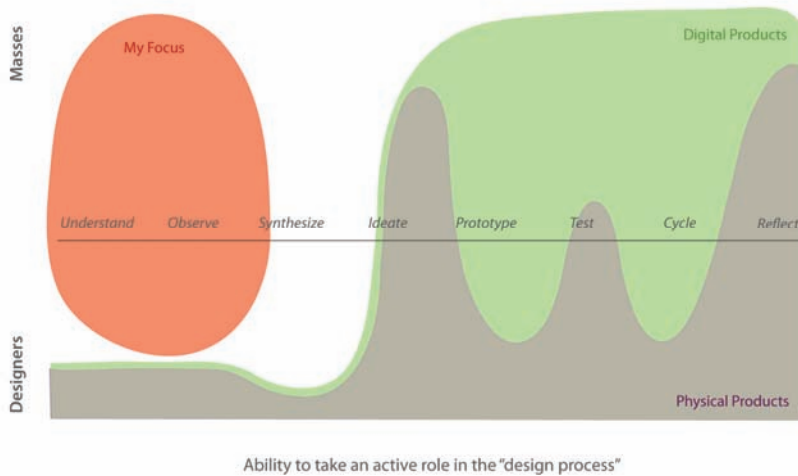 Masses
My Focus
Digital Products
Understand Observe Synthesize Ideate Prototype Test Cycle Reflect
Designers
Physical Products
Ability to take an active role in the “design process”